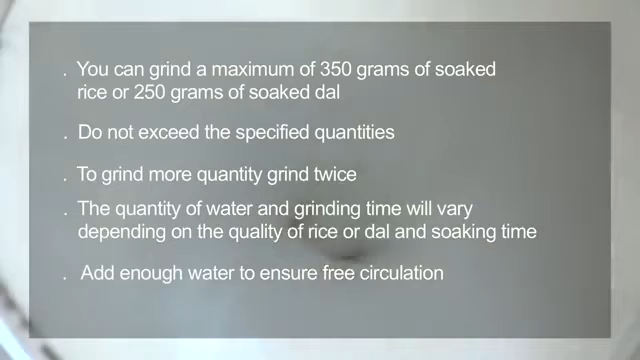 . You can grind a maximum of 350 grams of soaked
rice or 250 grams of soaked dal
. Do not exceed the specified quantities
. To grind more quantity grind twice
. The quantity of water and grinding time will vary
depending on the quality of rice or dal and soaking time
. Add enough water to ensure free circulation